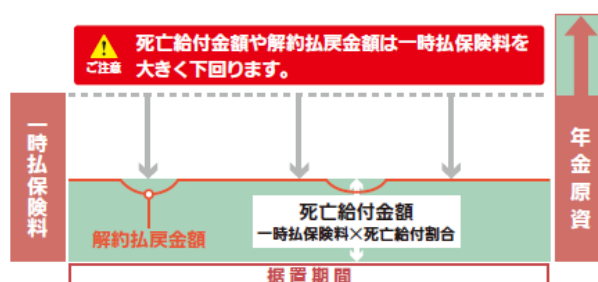 ご注意
死亡給付金額や解約払戻金額は一時払保険料を
大きく下回ります。
一時払保険料
年金原資
解約払戻金額
死亡給付金額
一時払保険料×死亡給付割合
据置期間